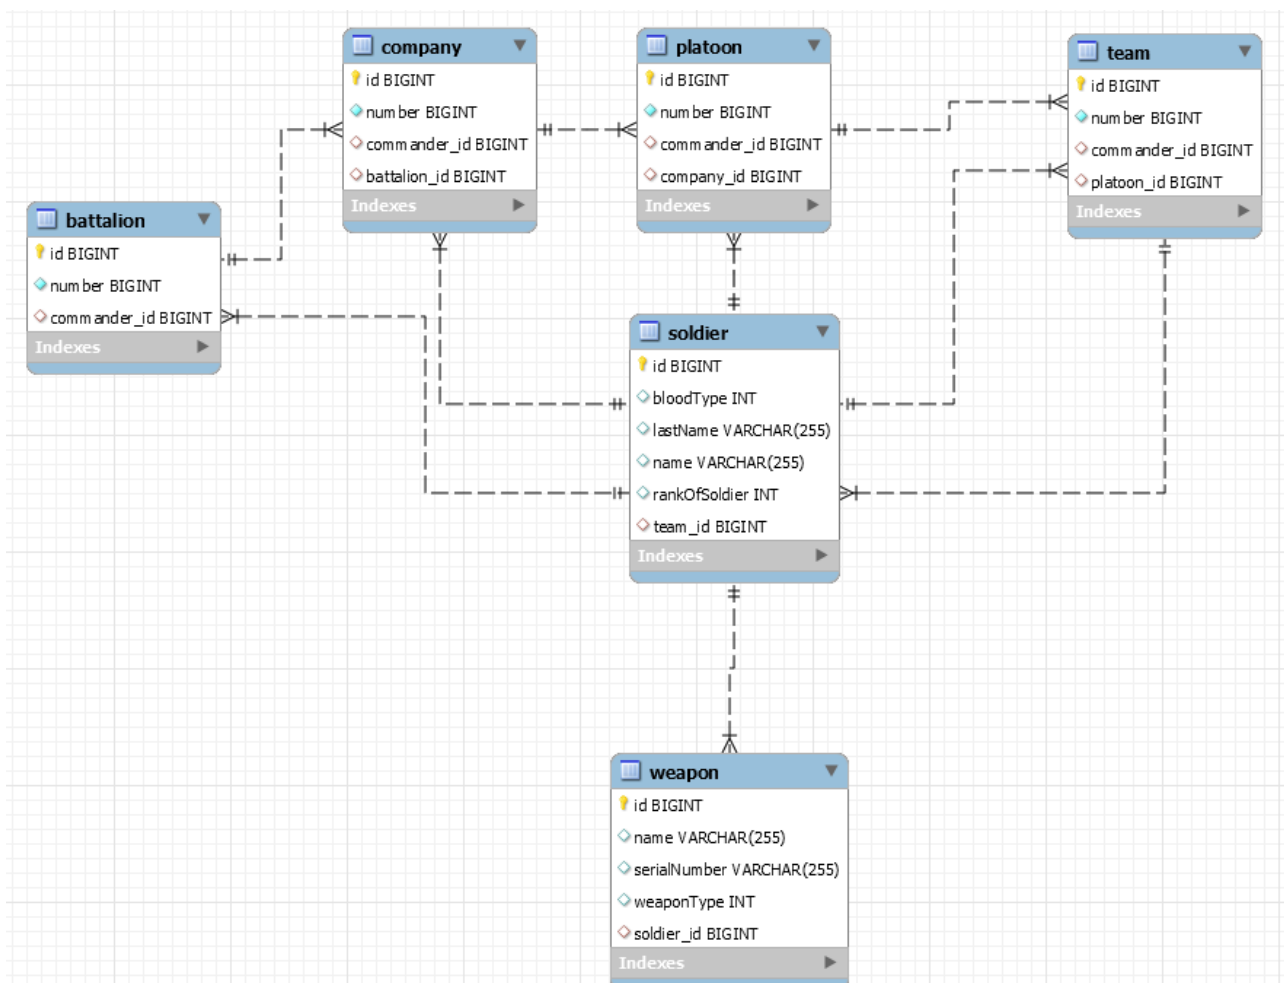 company
id BIGINT
number BIGINT
commander_id BIGINT
battalion_id BIGINT
Indexes
platoon
id BIGINT
number BIGINT
commander_id BIGINT
company_id BIGINT
Indexes
team
id BIGINT
number BIGINT
commander_id BIGINT
platoon_id BIGINT
Indexes
battalion
id BIGINT
number BIGINT
commander_id BIGINT
Indexes
soldier
id BIGINT
bloodType INT
lastName VARCHAR(255)
name VARCHAR(255)
rankOfSoldier INT
team_id BIGINT
Indexes
weapon
id BIGINT
name VARCHAR(255)
serialNumber VARCHAR(255)
weaponType INT
soldier_id BIGINT
Indexes